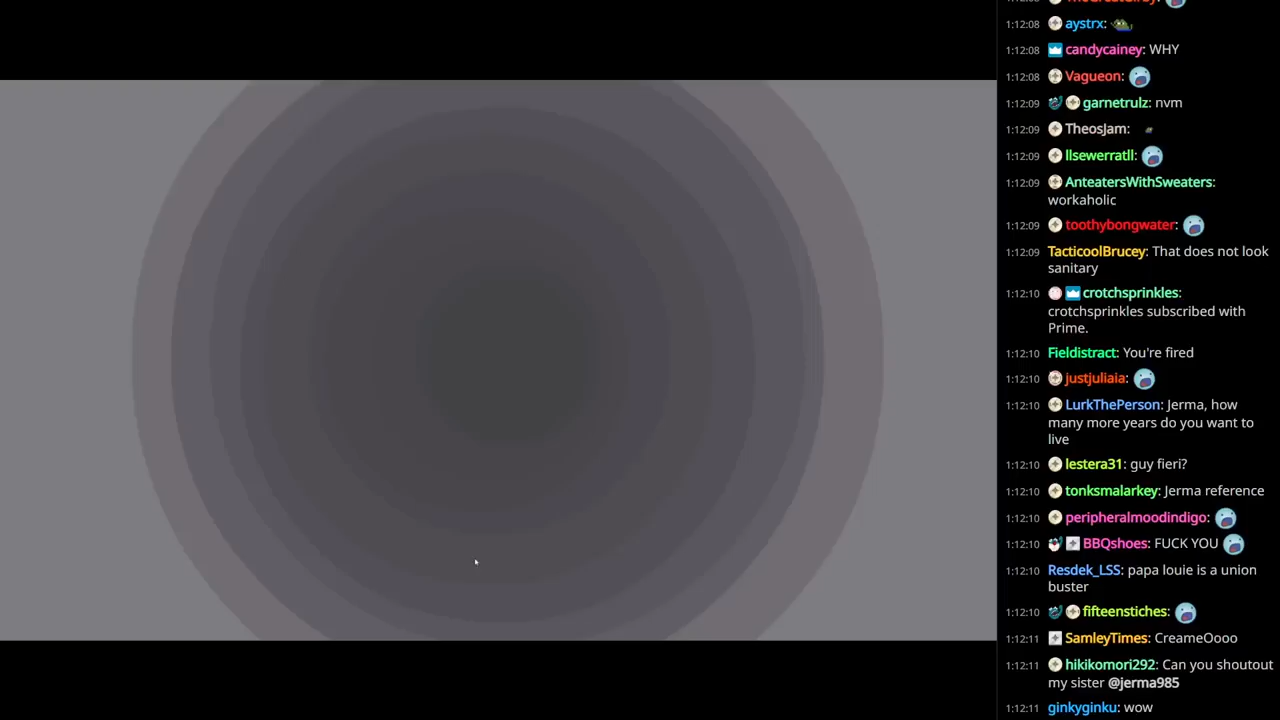 1:12:08 aystrx:
1:12:08 candycainey: WHY
1:12:08 Vagueon:
1:12:09 garnetrulz: nvm
1:12:09 TheosJam:
1:12:09 llsewerratll:
1:12:09 AnteatersWithSweaters:
workaholic
1:12:09 toothybongwater:
TacticoolBrucey: That does not look
sanitary
1:12:10 crotchsprinkles:
crotchsprinkles subscribed with
Prime.
1:12:10 Fieldistract: You're fired
1:12:10 justjuliaia:
1:12:10 LurkThePerson: Jerma, how
many more years do you want to
live
1:12:10 lestera31: guy fieri?
1:12:10 tonksmalarkey: Jerma reference
1:12:10 peripheralmoodindigo:
1:12:10 BBQshoes: FUCK YOU
Resdek_LSS: papa louie is a union
buster
1:12:10 fifteenstiches:
1:12:11 SamleyTimes: CreameOooo
1:12:11 hikikomori292: Can you shoutout
my sister @jerma985
1:12:11 ginkyginku: wow